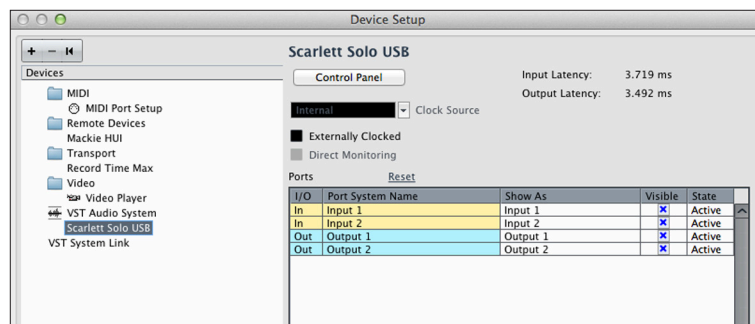 Device Setup
Devices
MIDI
MIDI Port Setup
Remote Devices
Mackie HUI
Transport
Record Time Max
Video
Video Player
VST Audio System
Scarlett Solo USB
VST System Link
Scarlett Solo USB
Control Panel
Input Latency: 3.719 ms
Output Latency: 3.492 ms
Internal Clock Source
Externally Clocked
Direct Monitoring
Ports Reset
I/O Port System Name Show As Visible State
In Input 1 Input 1 Active
In Input 2 Input 2 Active
Out Output 1 Output 1 Active
Out Output 2 Output 2 Active